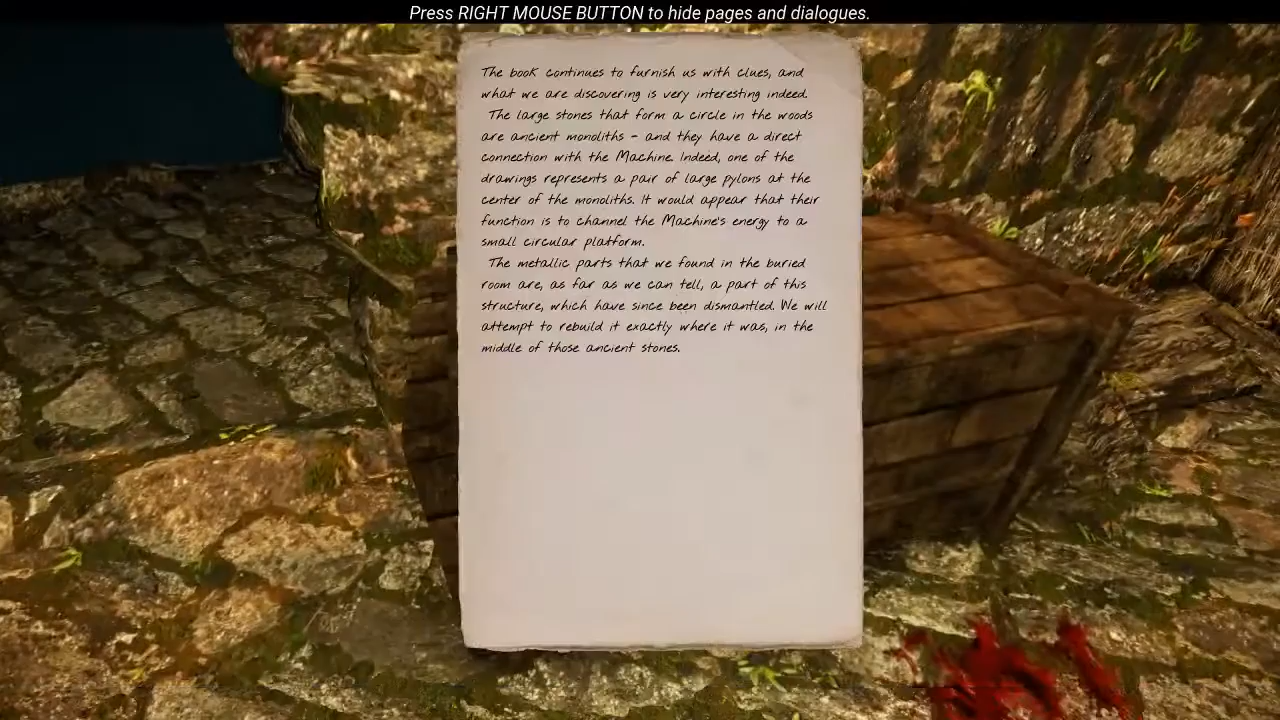 Press RIGHT MOUSE BUTTON to hide pages and dialogues.
The book continues to furnish us with clues, and
what we are discovering is very interesting indeed.
The large stones that form a circle in the woods
are ancient monoliths - and they have a direct
connection with the Machine. Indeed, one of the
drawings represents a pair of large pylons at the
center of the monoliths. It would appear that their
function is to channel the Machine's energy to a
small circular platform.
The metallic parts that we found in the buried
room are, as far as we can tell, a part of this
structure, which have since been dismantled. We will
attempt to rebuild it exactly where it was, in the
middle of those ancient stones.